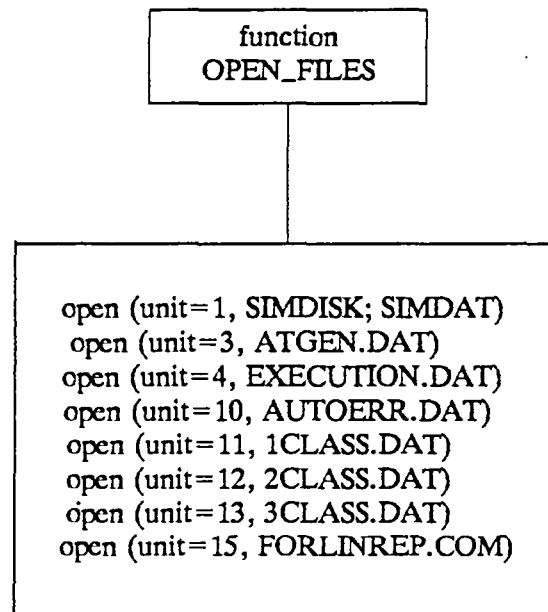 function
OPEN_FILES
open (unit=1, SIMDISK; SIMDAT)
open (unit=3, ATGEN.DAT)
open (unit=4, EXECUTION.DAT)
open (unit=10, AUTOERR.DAT)
open (unit=11, 1CLASS.DAT)
open (unit=12, 2CLASS.DAT)
open (unit=13, 3CLASS.DAT)
open (unit=15, FORLINREP.COM)